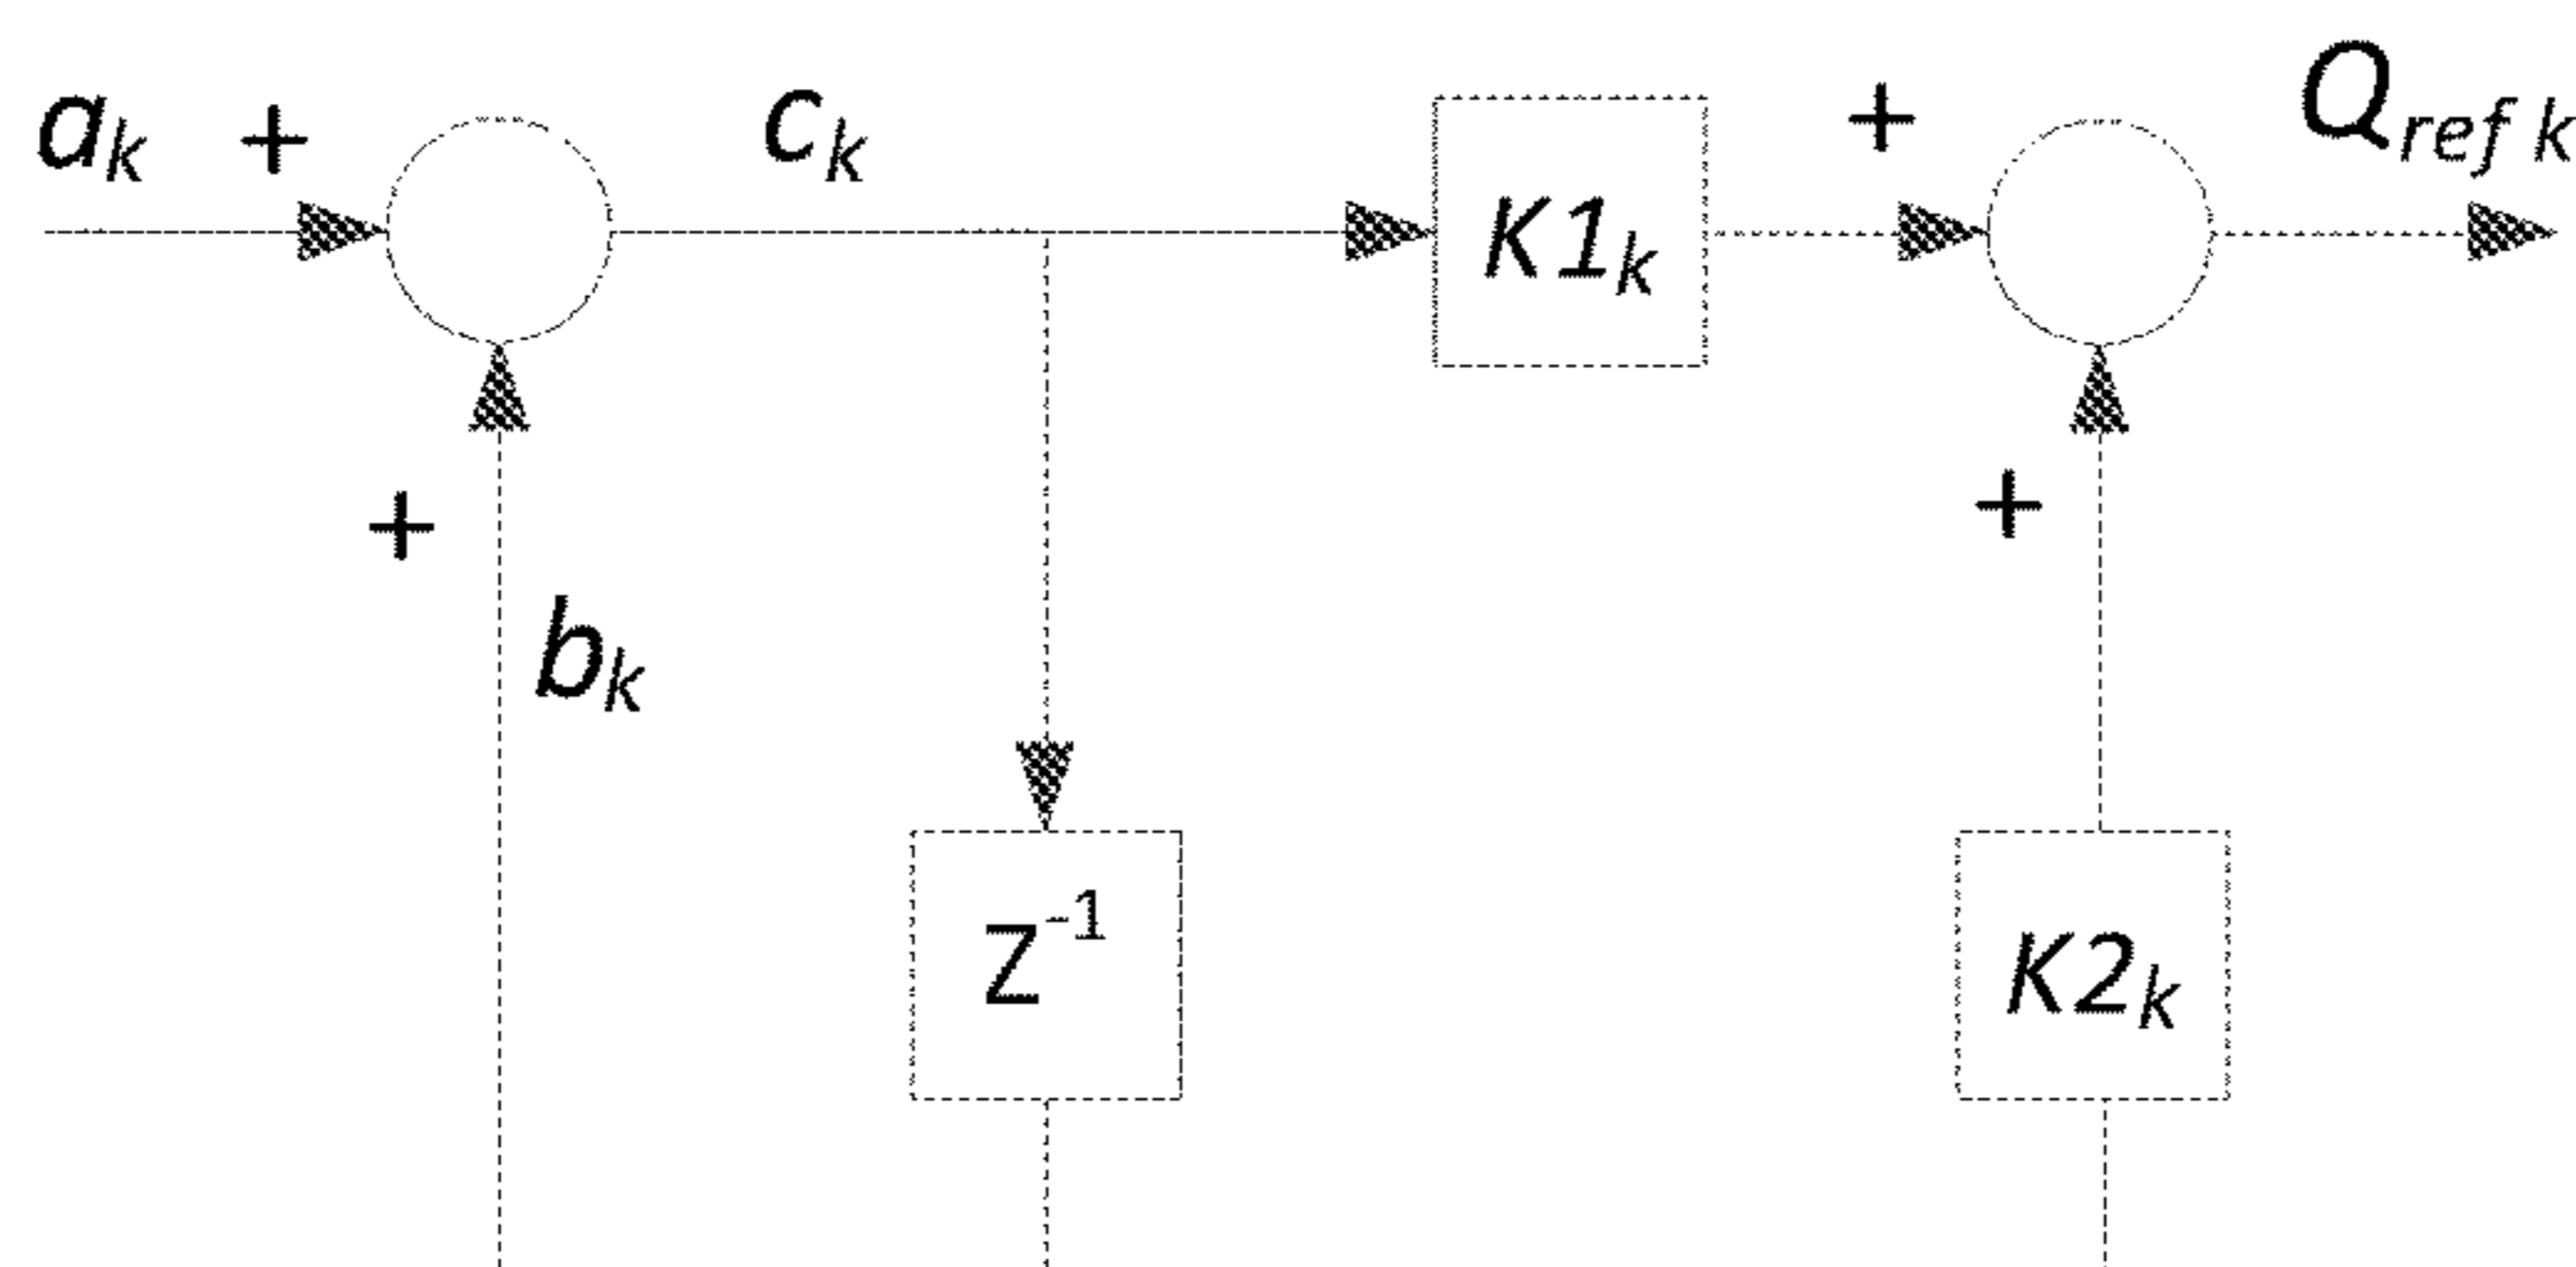 a_k + c_k K1_k + Q_ref k
+ b_k +
Z^-1 K2_k